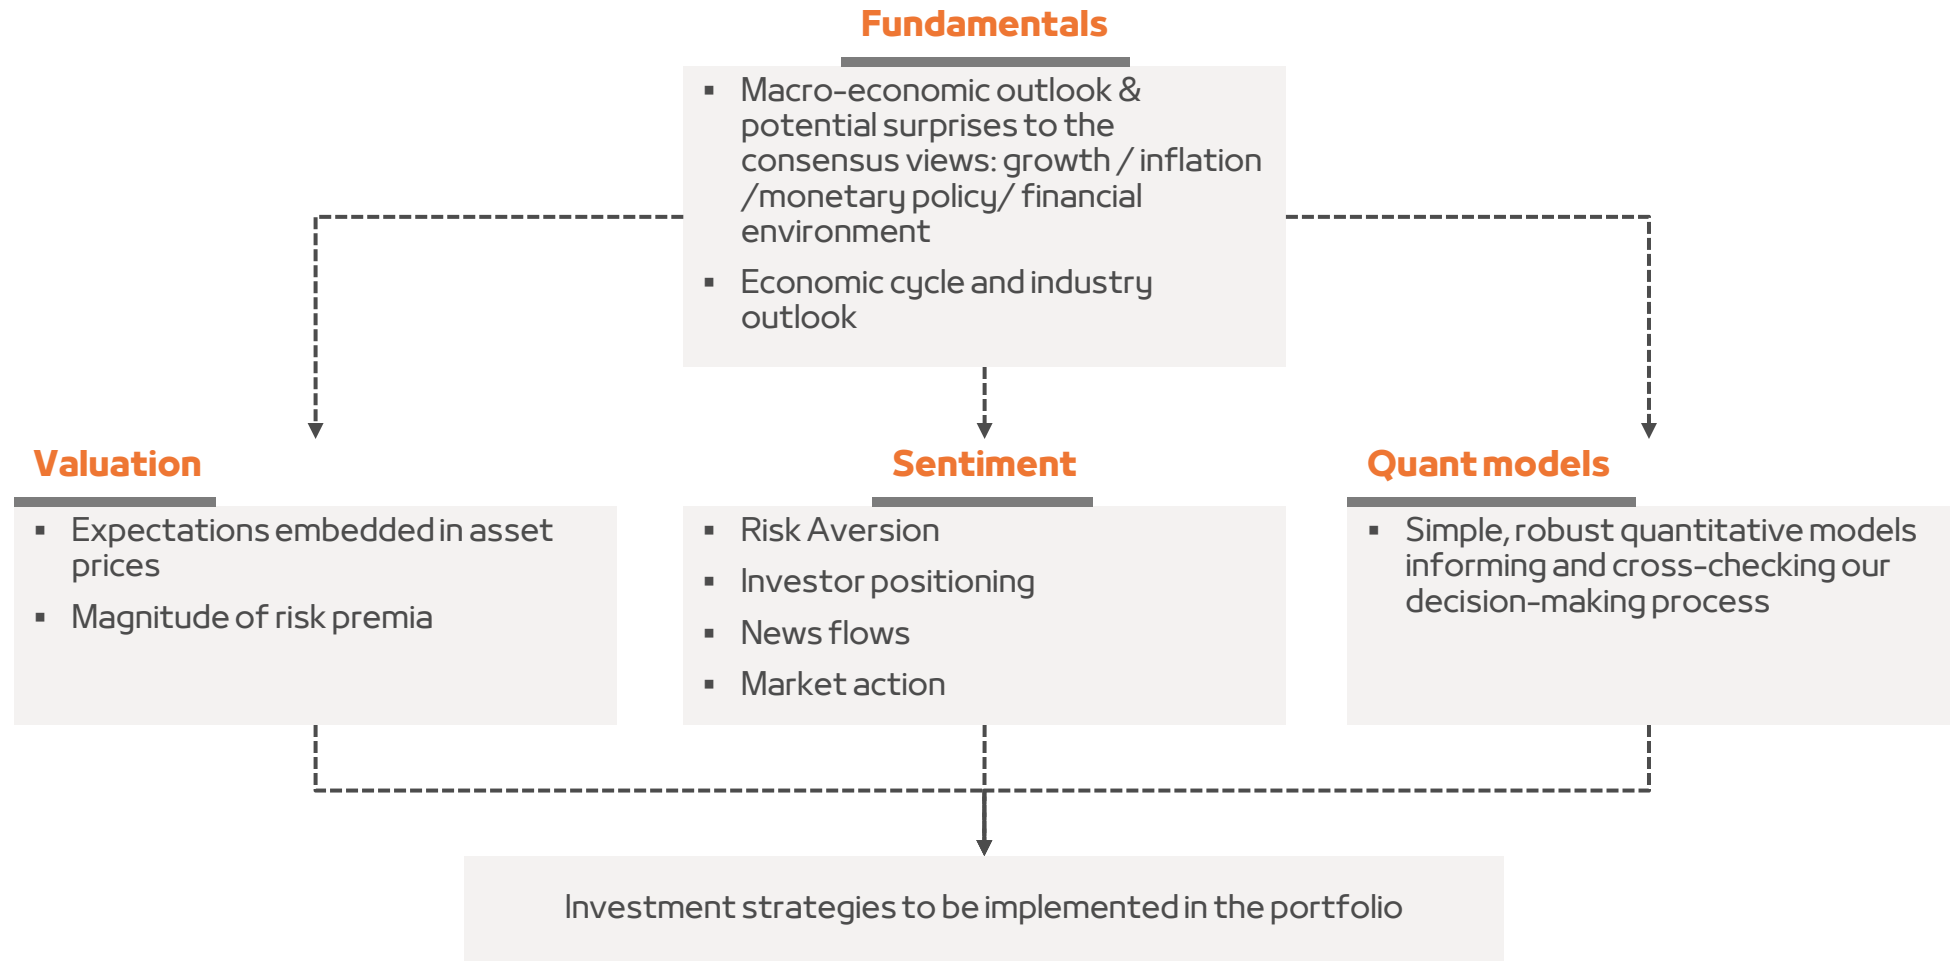 Fundamentals
▪ Macro-economic outlook &
potential surprises to the
consensus views: growth / inflation
/monetary policy/ financial
environment
▪ Economic cycle and industry
outlook
Valuation
▪ Expectations embedded in asset
prices
▪ Magnitude of risk premia
Sentiment
▪ Risk Aversion
▪ Investor positioning
▪ News flows
▪ Market action
Quant models
▪ Simple, robust quantitative models
informing and cross-checking our
decision-making process
Investment strategies to be implemented in the portfolio